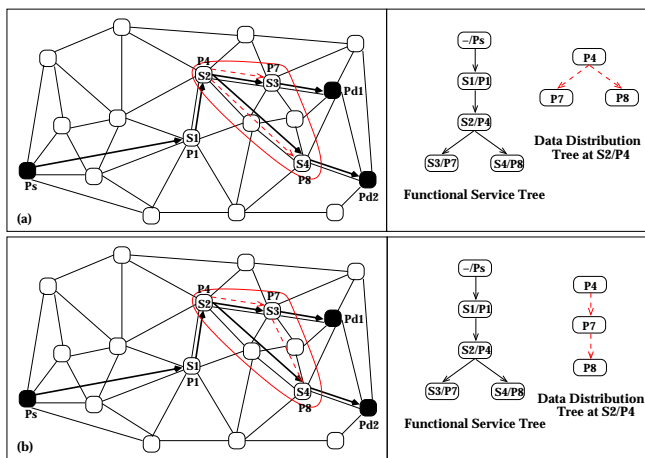 P4
S2
P7
S3
Pd1
S1
P1
S4
P8
Ps
Pd2
(a)
–/Ps
S1/P1
S2/P4
S3/P7 S4/P8
Functional Service Tree
P4
P7 P8
Data Distribution
Tree at S2/P4
P4
S2
P7
S3
Pd1
S1
P1
S4
P8
Ps
Pd2
(b)
–/Ps
S1/P1
S2/P4
S3/P7 S4/P8
Functional Service Tree
P4
P7
P8
Data Distribution
Tree at S2/P4